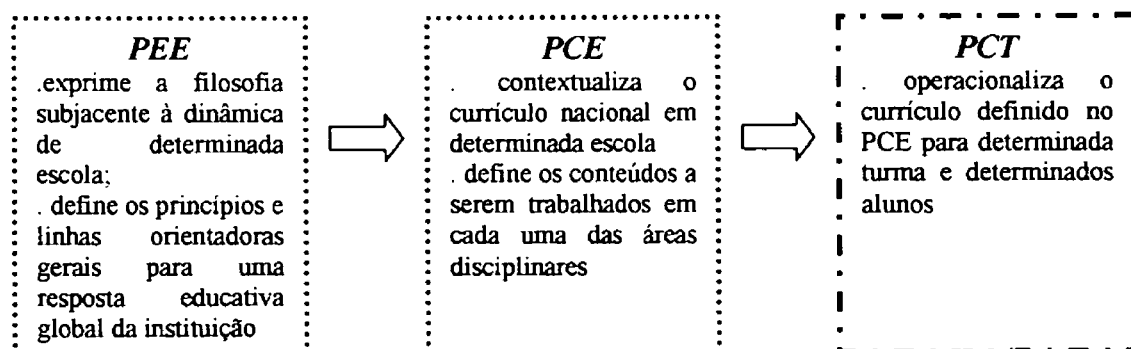 PEE
.exprime a filosofia
subjacente à dinâmica
de determinada
escola;
. define os princípios e
linhas orientadoras
gerais para uma
resposta educativa
global da instituição
PCE
. contextualiza o
currículo nacional em
determinada escola
. define os conteúdos a
serem trabalhados em
cada uma das áreas
disciplinares
PCT
. operacionaliza o
currículo definido no
PCE para determinada
turma e determinados
alunos